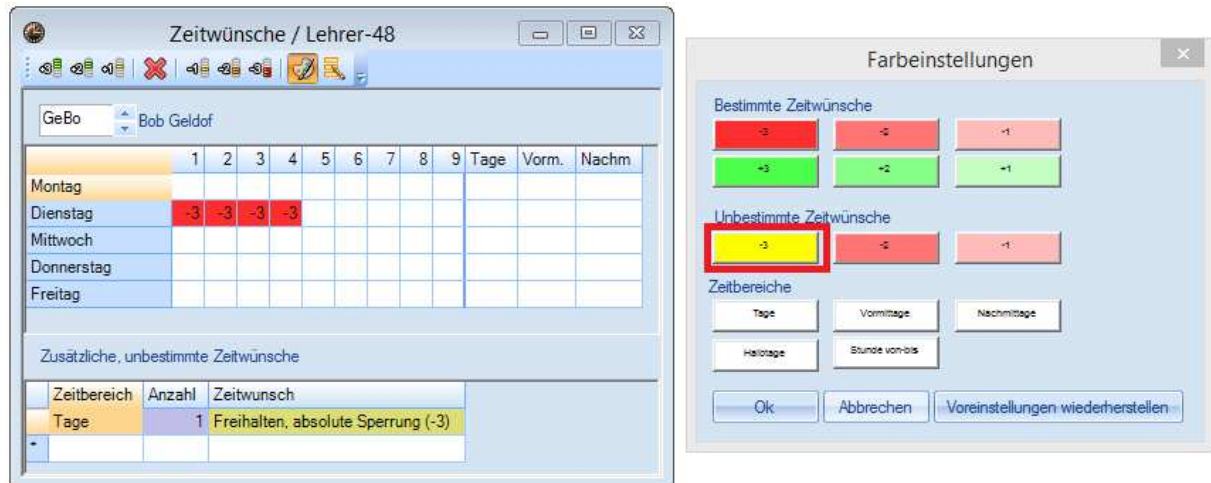 Zeitwünsche / Lehrer-48
GeBo Bob Geldof
1 2 3 4 5 6 7 8 9 Tage Vorm. Nachm
Montag
Dienstag -3 -3 -3 -3
Mittwoch
Donnerstag
Freitag
Zusätzliche, unbestimmte Zeitwünsche
Zeitbereich Anzahl Zeitwunsch
Tage 1 Freihalten, absolute Sperrung (-3)
*
Farbeinstellungen
Bestimmte Zeitwünsche
-3 -2 -1
+3 +2 +1
Unbestimmte Zeitwünsche
-3 -2 -1
Zeitbereiche
Tage Vormittage Nachmittage
Halbtage Stunde von-bis
Ok Abbrechen Voreinstellungen wiederherstellen